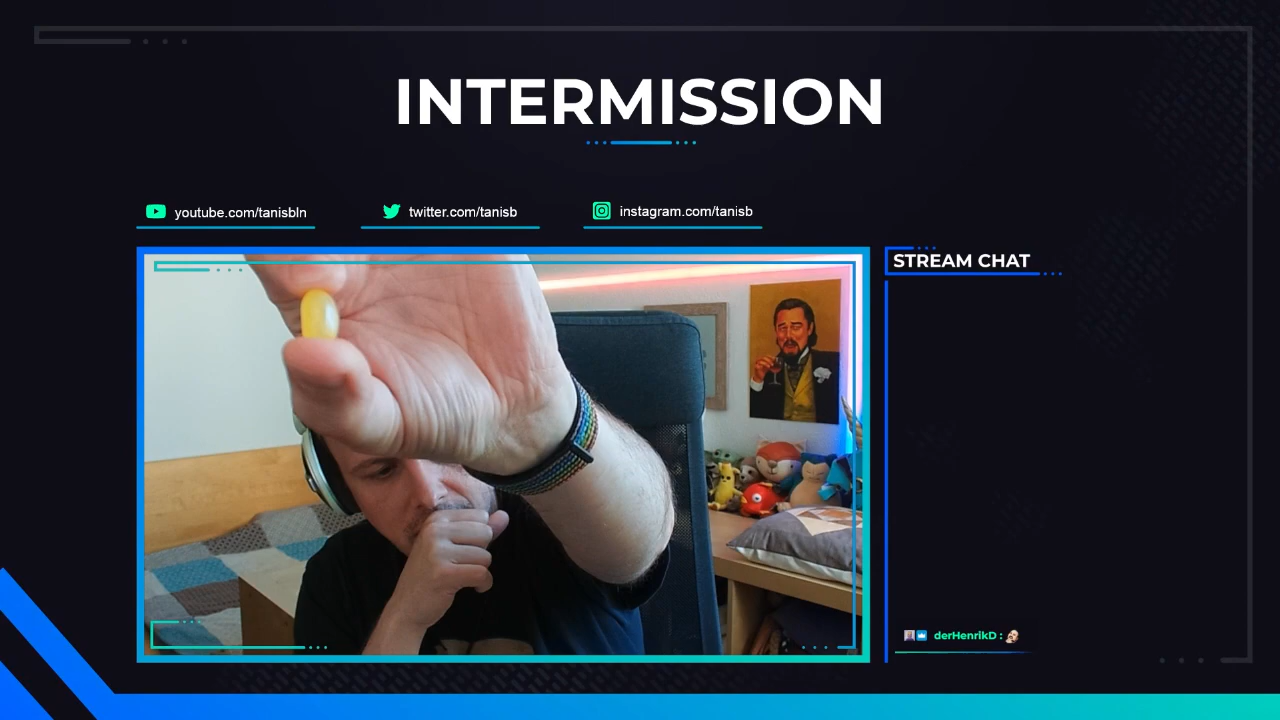 INTERMISSION
youtube.com/tanisbln
twitter.com/tanisb
instagram.com/tanisb
STREAM CHAT
derHenrikD :